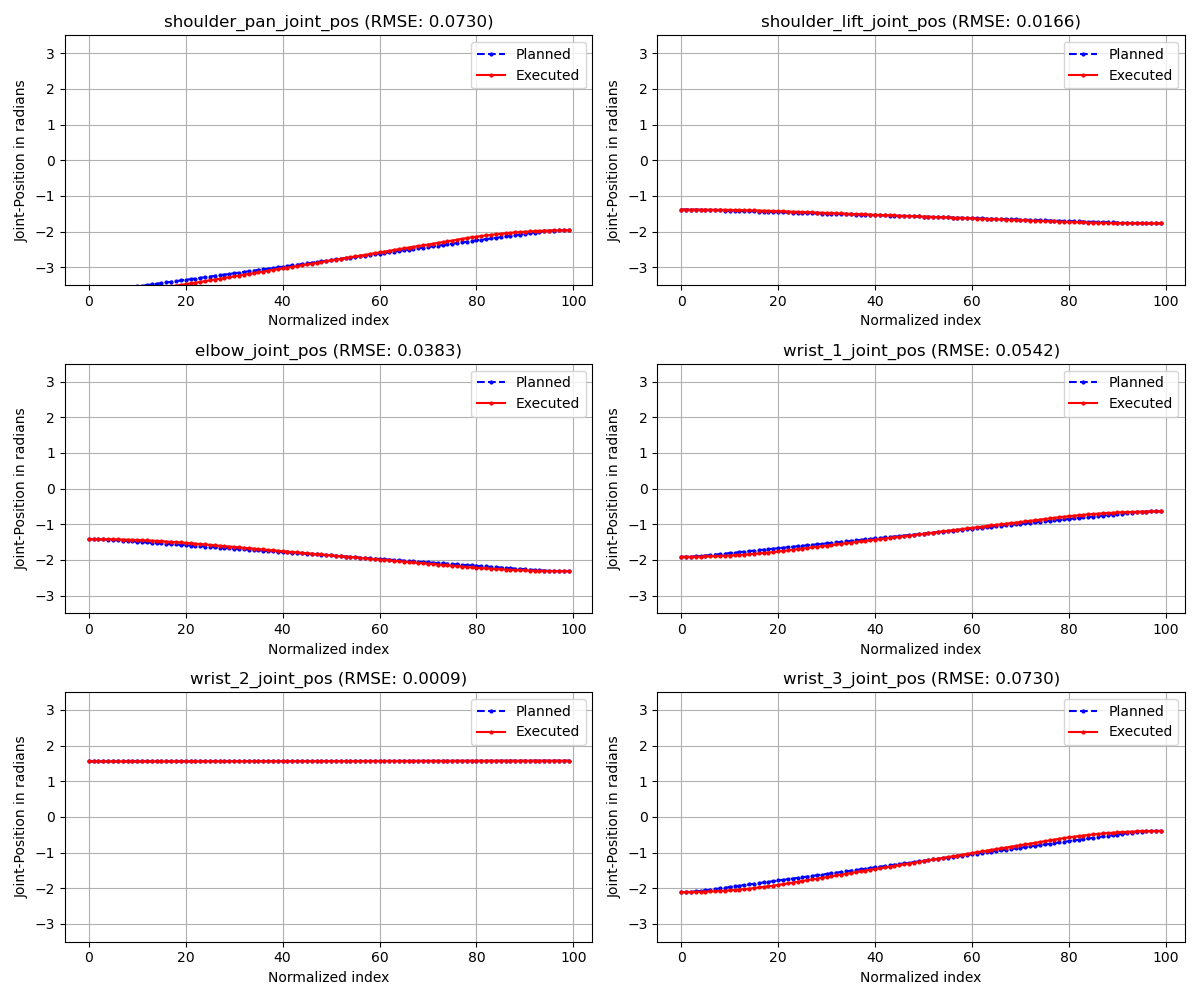 shoulder_pan_joint_pos (RMSE: 0.0730)
Joint-Position in radians
3
2
1
0
−1
−2
−3
Planned
Executed
0 20 40 60 80 100
Normalized index
shoulder_lift_joint_pos (RMSE: 0.0166)
Joint-Position in radians
3
2
1
0
−1
−2
−3
Planned
Executed
0 20 40 60 80 100
Normalized index
elbow_joint_pos (RMSE: 0.0383)
Joint-Position in radians
3
2
1
0
−1
−2
−3
Planned
Executed
0 20 40 60 80 100
Normalized index
wrist_1_joint_pos (RMSE: 0.0542)
Joint-Position in radians
3
2
1
0
−1
−2
−3
Planned
Executed
0 20 40 60 80 100
Normalized index
wrist_2_joint_pos (RMSE: 0.0009)
Joint-Position in radians
3
2
1
0
−1
−2
−3
Planned
Executed
0 20 40 60 80 100
Normalized index
wrist_3_joint_pos (RMSE: 0.0730)
Joint-Position in radians
3
2
1
0
−1
−2
−3
Planned
Executed
0 20 40 60 80 100
Normalized index